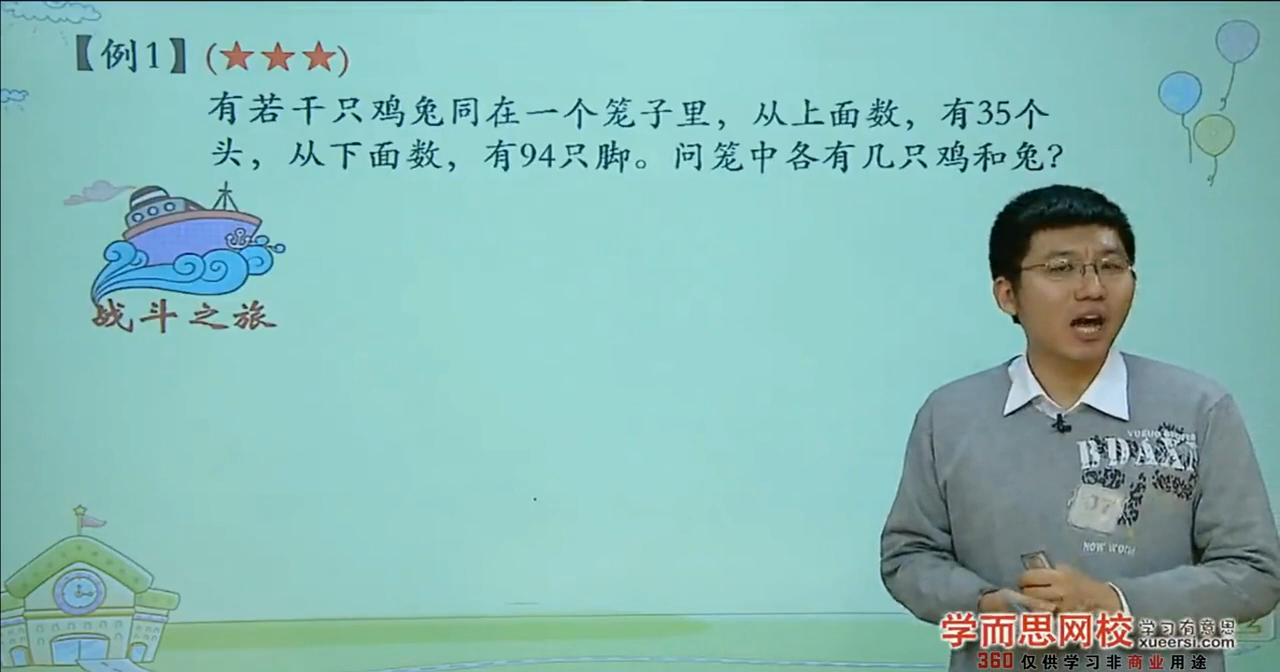 【例1】(★★★)
有若干只鸡兔同在一个笼子里，从上面数，有35个
头，从下面数，有94只脚。问笼中各有几只鸡和兔？
战斗之旅
BDAX
07
NOW WORK
学而思网校 学习有意思
xueersi.com
360 仅供学习非商业用途